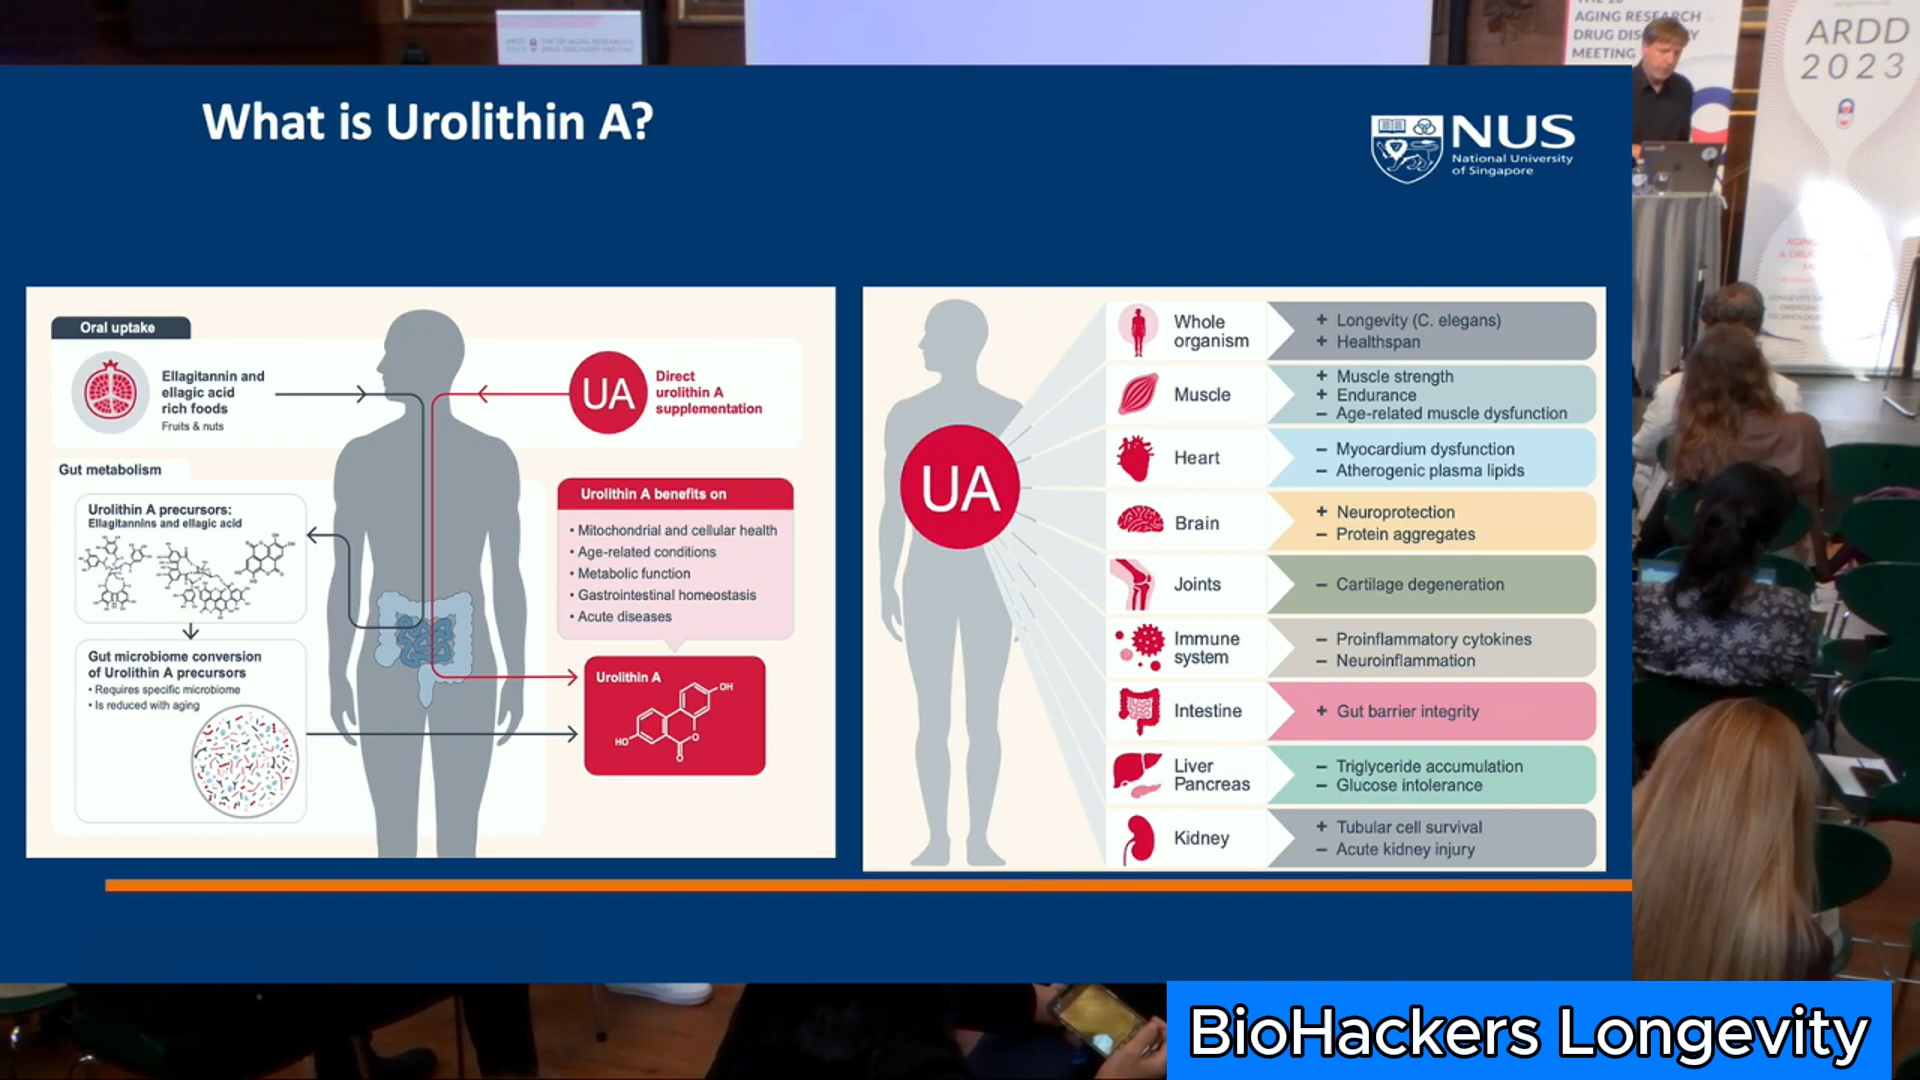 What is Urolithin A?
NUS
National University
of Singapore
Oral uptake
Ellagitannin and
ellagic acid
rich foods
Fruits & nuts
UA
Direct
urolithin A
supplementation
Gut metabolism
Urolithin A precursors:
Ellagitannins and ellagic acid
Gut microbiome conversion
of Urolithin A precursors
• Requires specific microbiome
• Is reduced with aging
Urolithin A benefits on
• Mitochondrial and cellular health
• Age-related conditions
• Metabolic function
• Gastrointestinal homeostasis
• Acute diseases
Urolithin A
OH
HO
O
O
UA
Whole
organism
+ Longevity (C. elegans)
+ Healthspan
Muscle
+ Muscle strength
+ Endurance
– Age-related muscle dysfunction
Heart
– Myocardium dysfunction
– Atherogenic plasma lipids
Brain
+ Neuroprotection
– Protein aggregates
Joints
– Cartilage degeneration
Immune
system
– Proinflammatory cytokines
– Neuroinflammation
Intestine
+ Gut barrier integrity
Liver
Pancreas
– Triglyceride accumulation
– Glucose intolerance
Kidney
+ Tubular cell survival
– Acute kidney injury
AGING RESEARCH
DRUG DISCOVERY
MEETING
ARDD
2023
BioHackers Longevity